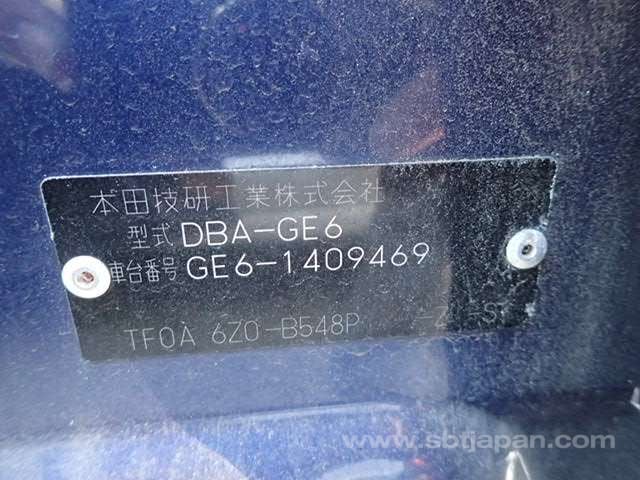 本田技研工業株式会社
型式 DBA-GE6
車台番号 GE6-1409469
TF0A 6Z0-B548P
www.sbtjapan.com